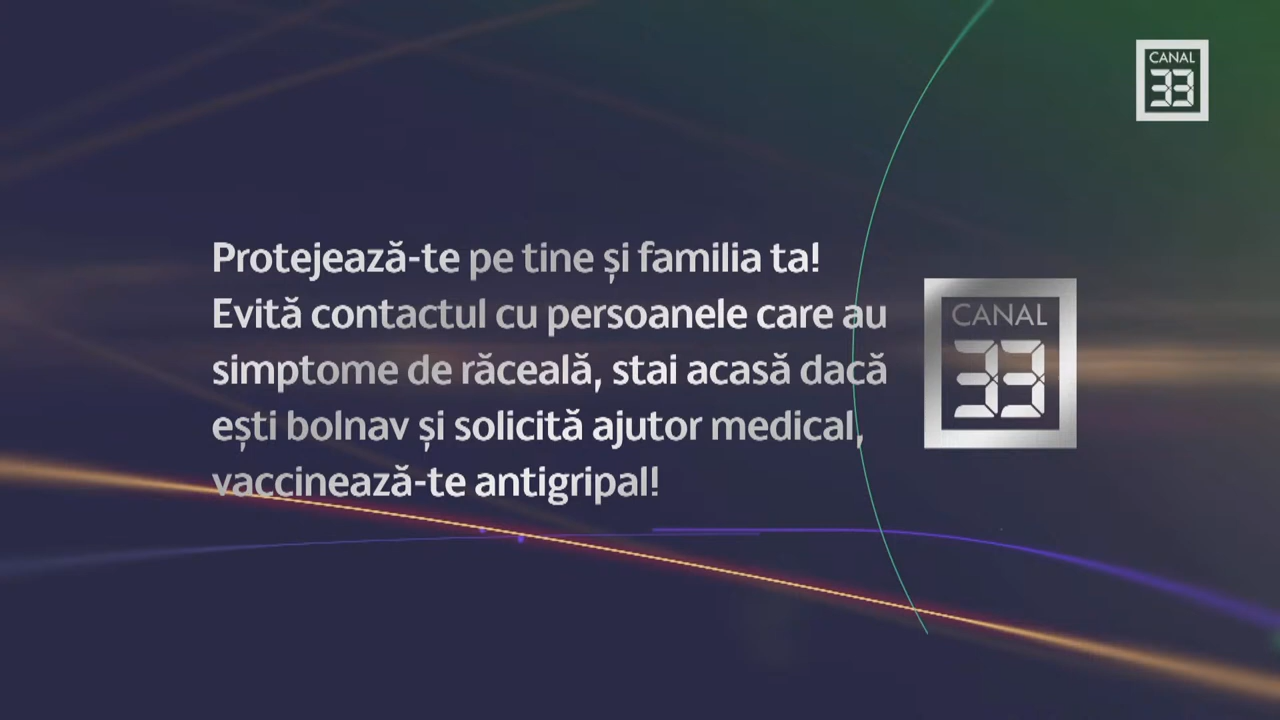 CANAL
33
Protejează-te pe tine și familia ta!
Evită contactul cu persoanele care au
simptome de răceală, stai acasă dacă
ești bolnav și solicită ajutor medical,
vaccinează-te antigripal!
CANAL
33